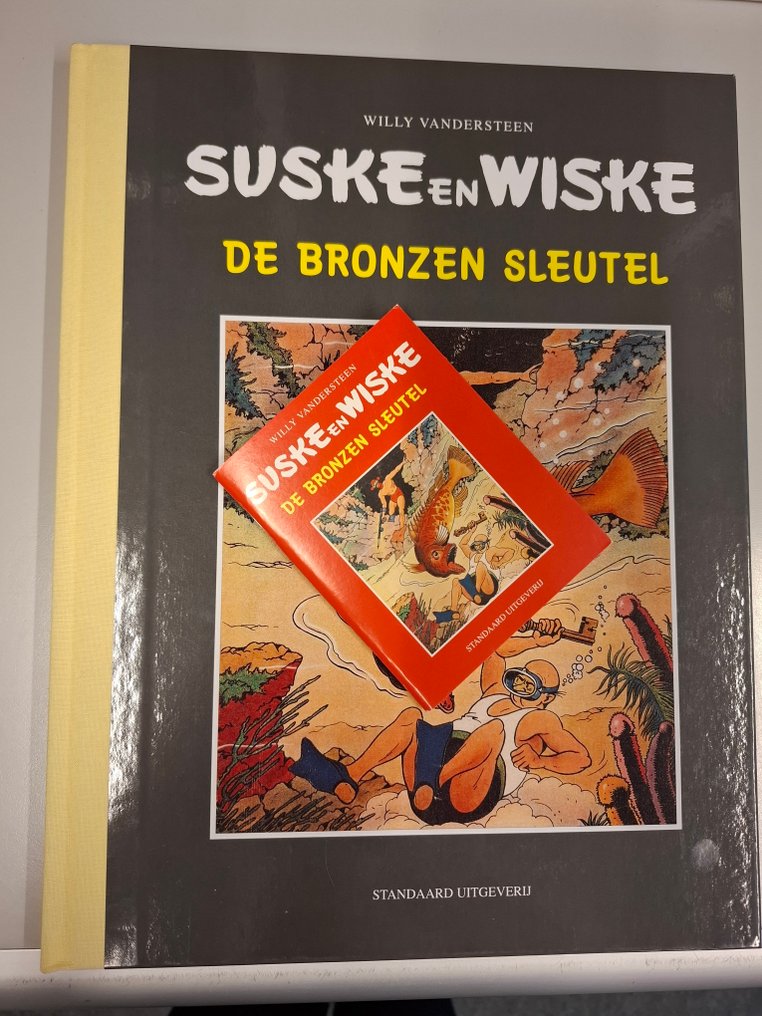 WILLY VANDERSTEEN
SUSKE EN WISKE
DE BRONZEN SLEUTEL
WILLY VANDERSTEEN
SUSKE EN WISKE
DE BRONZEN SLEUTEL
STANDAARD UITGEVERIJ
STANDAARD UITGEVERIJ